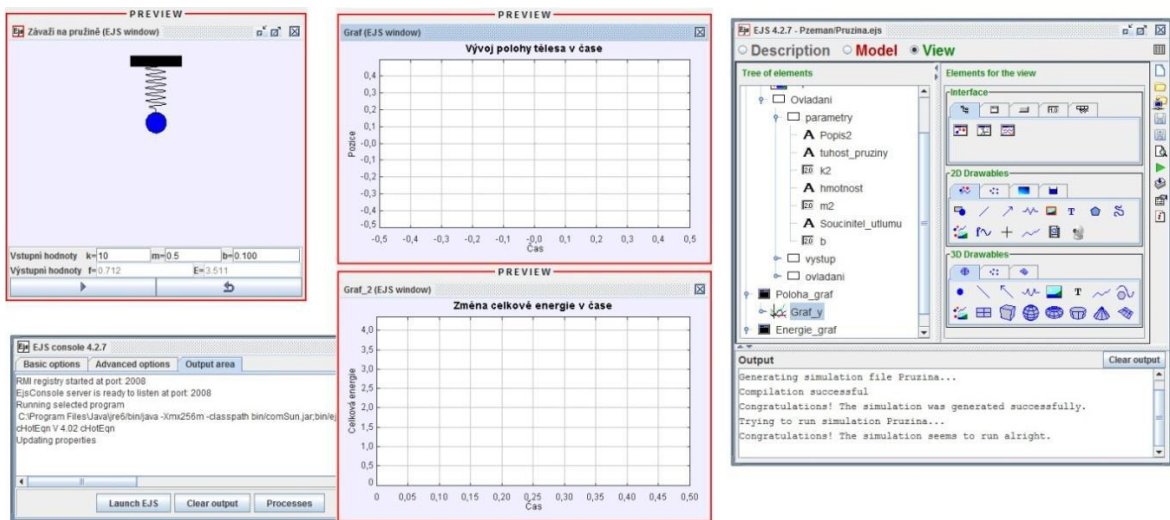 PREVIEW
Ejs Závaží na pružině (EJS window)
Vstupní hodnoty k= 10 m= 0.5 b= 0.100
Výstupní hodnoty f= 0.712 E= 3.511
PREVIEW
Graf (EJS window)
Vývoj polohy tělesa v čase
Pozice
0,4
0,3
0,2
0,1
0,0
-0,0
-0,1
-0,2
-0,3
-0,4
-0,5
-0,5 -0,4 -0,3 -0,2 -0,1 -0,0 0,1 0,2 0,3 0,4 0,5
Čas
PREVIEW
Graf_2 (EJS window)
Změna celkové energie v čase
Celková energie
4,0
3,5
3,0
2,5
2,0
1,5
1,0
0,5
0
0 0,05 0,10 0,15 0,20 0,25 0,30 0,35 0,40 0,45 0,50
Čas
Ejs EJS console 4.2.7
Basic options Advanced options Output area
RMI registry started at port: 2008
EjsConsole server is ready to listen at port: 2008
Running selected program
C:\Program Files\Java\jre6/bin/java -Xmx256m -classpath bin/comSun.jar;bin/ej
cHotEqn V 4.02 cHotEqn
Updating properties
Launch EJS Clear output Processes
Ejs EJS 4.2.7 - Pzeman/Pruzina.ejs
Description Model View
Tree of elements
Ovladani
parametry
A Popis2
A tuhost_pruziny
k2
A hmotnost
m2
A Soucinitel_utlumu
b
vystup
ovladani
Poloha_graf
Graf_y
Energie_graf
Elements for the view
Interface
2D Drawables
T
3D Drawables
T
Output Clear output
Generating simulation file Pruzina...
Compilation successful
Congratulations! The simulation was generated successfully.
Trying to run simulation Pruzina...
Congratulations! The simulation seems to run alright.